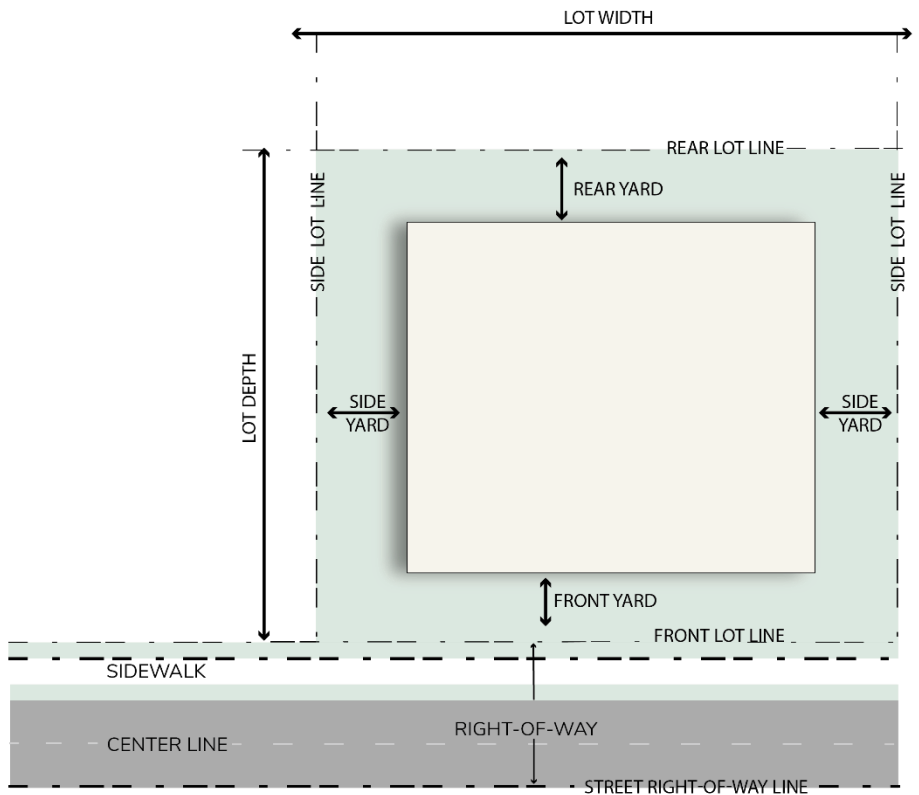 LOT WIDTH
REAR LOT LINE
REAR YARD
SIDE LOT LINE
SIDE LOT LINE
LOT DEPTH
SIDE
YARD
SIDE
YARD
FRONT YARD
FRONT LOT LINE
SIDEWALK
RIGHT-OF-WAY
CENTER LINE
STREET RIGHT-OF-WAY LINE